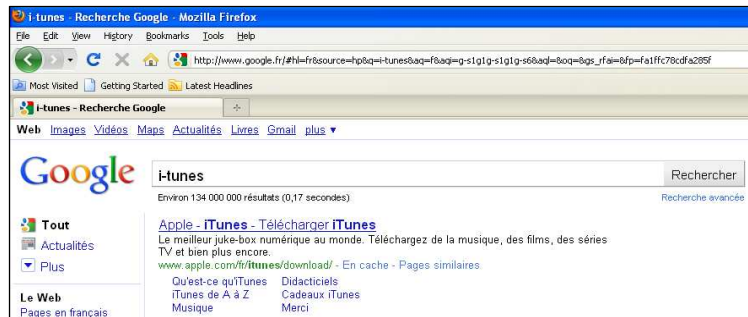 i-tunes - Recherche Google - Mozilla Firefox
File Edit View History Bookmarks Tools Help
http://www.google.fr/#hl=fr&source=hp&q=i-tunes&aq=f&aqi=g-s1g1g-s1g1g-s6&aql=&oq=&gs_rfai=&fp=fa1ffc78cdfa285f
Most Visited Getting Started Latest Headlines
i-tunes - Recherche Google
Web Images Vidéos Maps Actualités Livres Gmail plus ▼
Google i-tunes Rechercher
Environ 134 000 000 résultats (0,17 secondes) Recherche avancée
Tout
Actualités
Plus
Le Web
Pages en français
Apple - iTunes - Télécharger iTunes
Le meilleur juke-box numérique au monde. Téléchargez de la musique, des films, des séries
TV et bien plus encore.
www.apple.com/fr/itunes/download/ - En cache - Pages similaires
Qu'est-ce qu'iTunes Didacticiels
iTunes de A à Z Cadeaux iTunes
Musique Merci